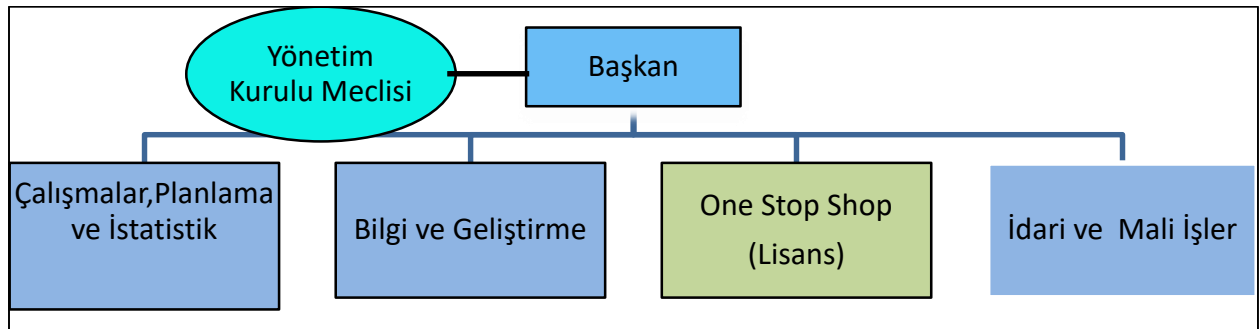 Yönetim
Kurulu Meclisi
Başkan
Çalışmalar,Planlama
ve İstatistik
Bilgi ve Geliştirme
One Stop Shop
(Lisans)
İdari ve  Mali İşler